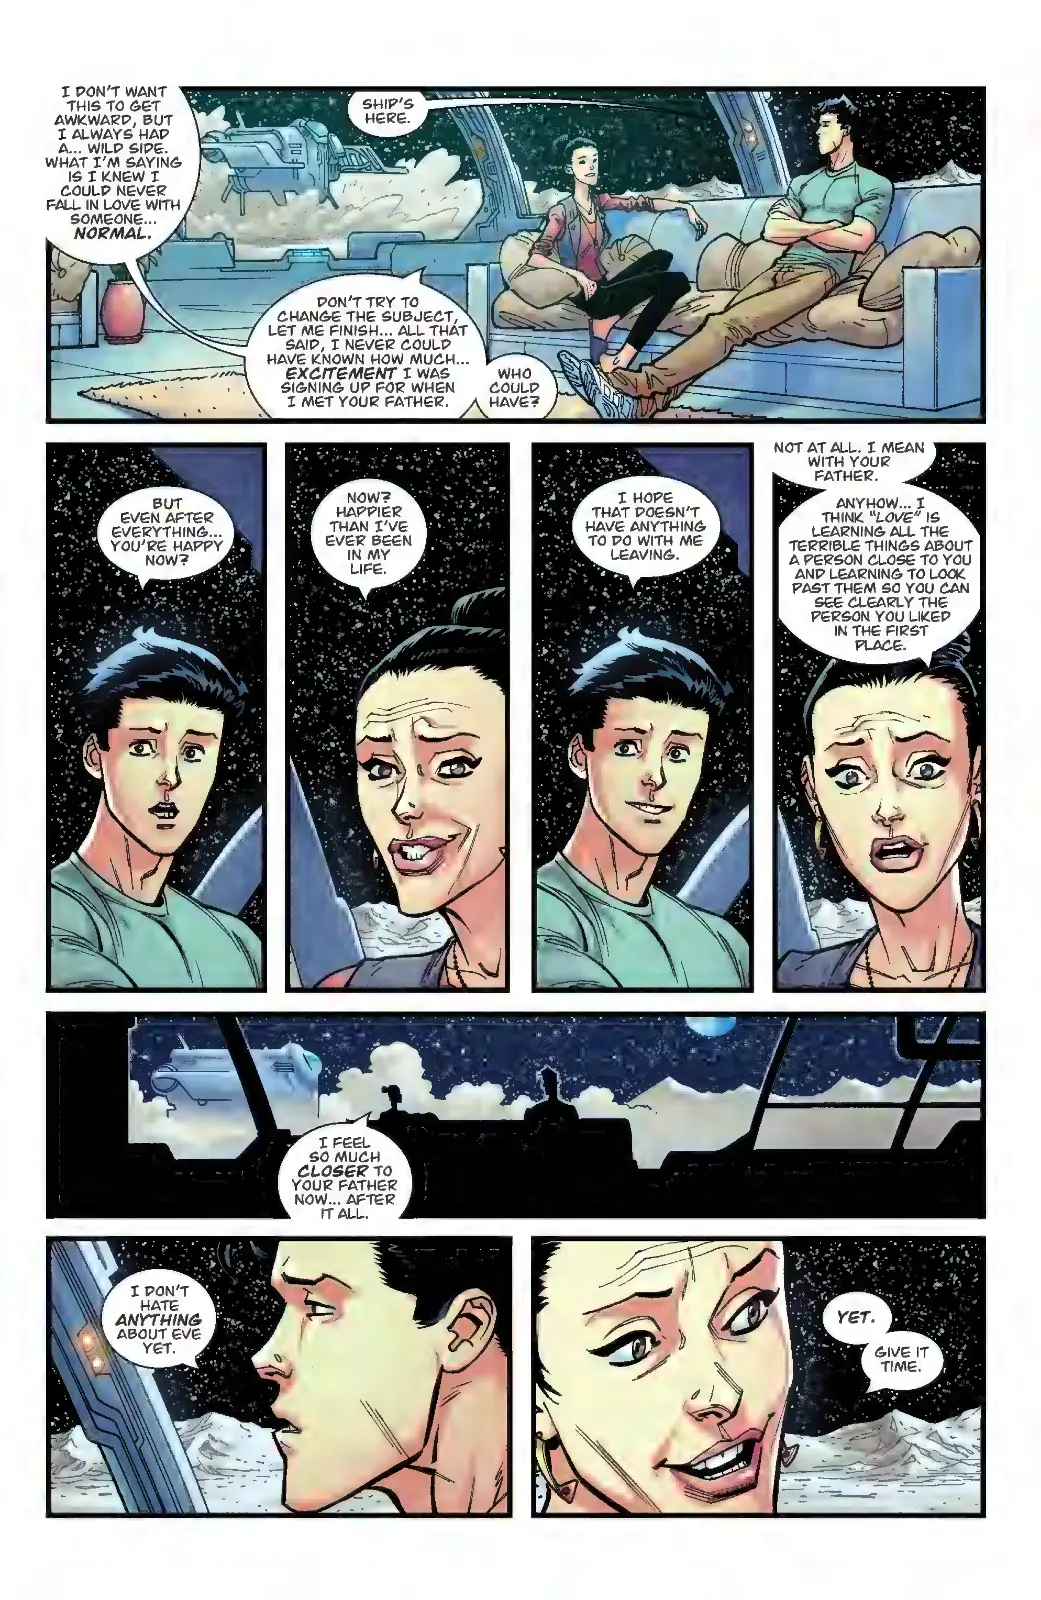 I DON'T WANT
THIS TO GET
AWKWARD, BUT
I ALWAYS HAD
A... WILD SIDE.
WHAT I'M SAYING
IS I KNEW I
COULD NEVER
FALL IN LOVE WITH
SOMEONE...
NORMAL.
SHIP'S
HERE.
DON'T TRY TO
CHANGE THE SUBJECT,
LET ME FINISH... ALL THAT
SAID, I NEVER COULD
HAVE KNOWN HOW MUCH...
EXCITEMENT I WAS
SIGNING UP FOR WHEN
I MET YOUR FATHER.
WHO
COULD
HAVE?
BUT
EVEN AFTER
EVERYTHING...
YOU'RE HAPPY
NOW?
NOW?
HAPPIER
THAN I'VE
EVER BEEN
IN MY
LIFE.
I HOPE
THAT DOESN'T
HAVE ANYTHING
TO DO WITH ME
LEAVING.
NOT AT ALL. I MEAN
WITH YOUR
FATHER.
ANYHOW... I
THINK "LOVE" IS
LEARNING ALL THE
TERRIBLE THINGS ABOUT
A PERSON CLOSE TO YOU
AND LEARNING TO LOOK
PAST THEM SO YOU CAN
SEE CLEARLY THE
PERSON YOU LIKED
IN THE FIRST
PLACE.
I FEEL
SO MUCH
CLOSER TO
YOUR FATHER
NOW... AFTER
IT ALL.
I DON'T
HATE
ANYTHING
ABOUT EVE
YET.
YET.
GIVE IT
TIME.